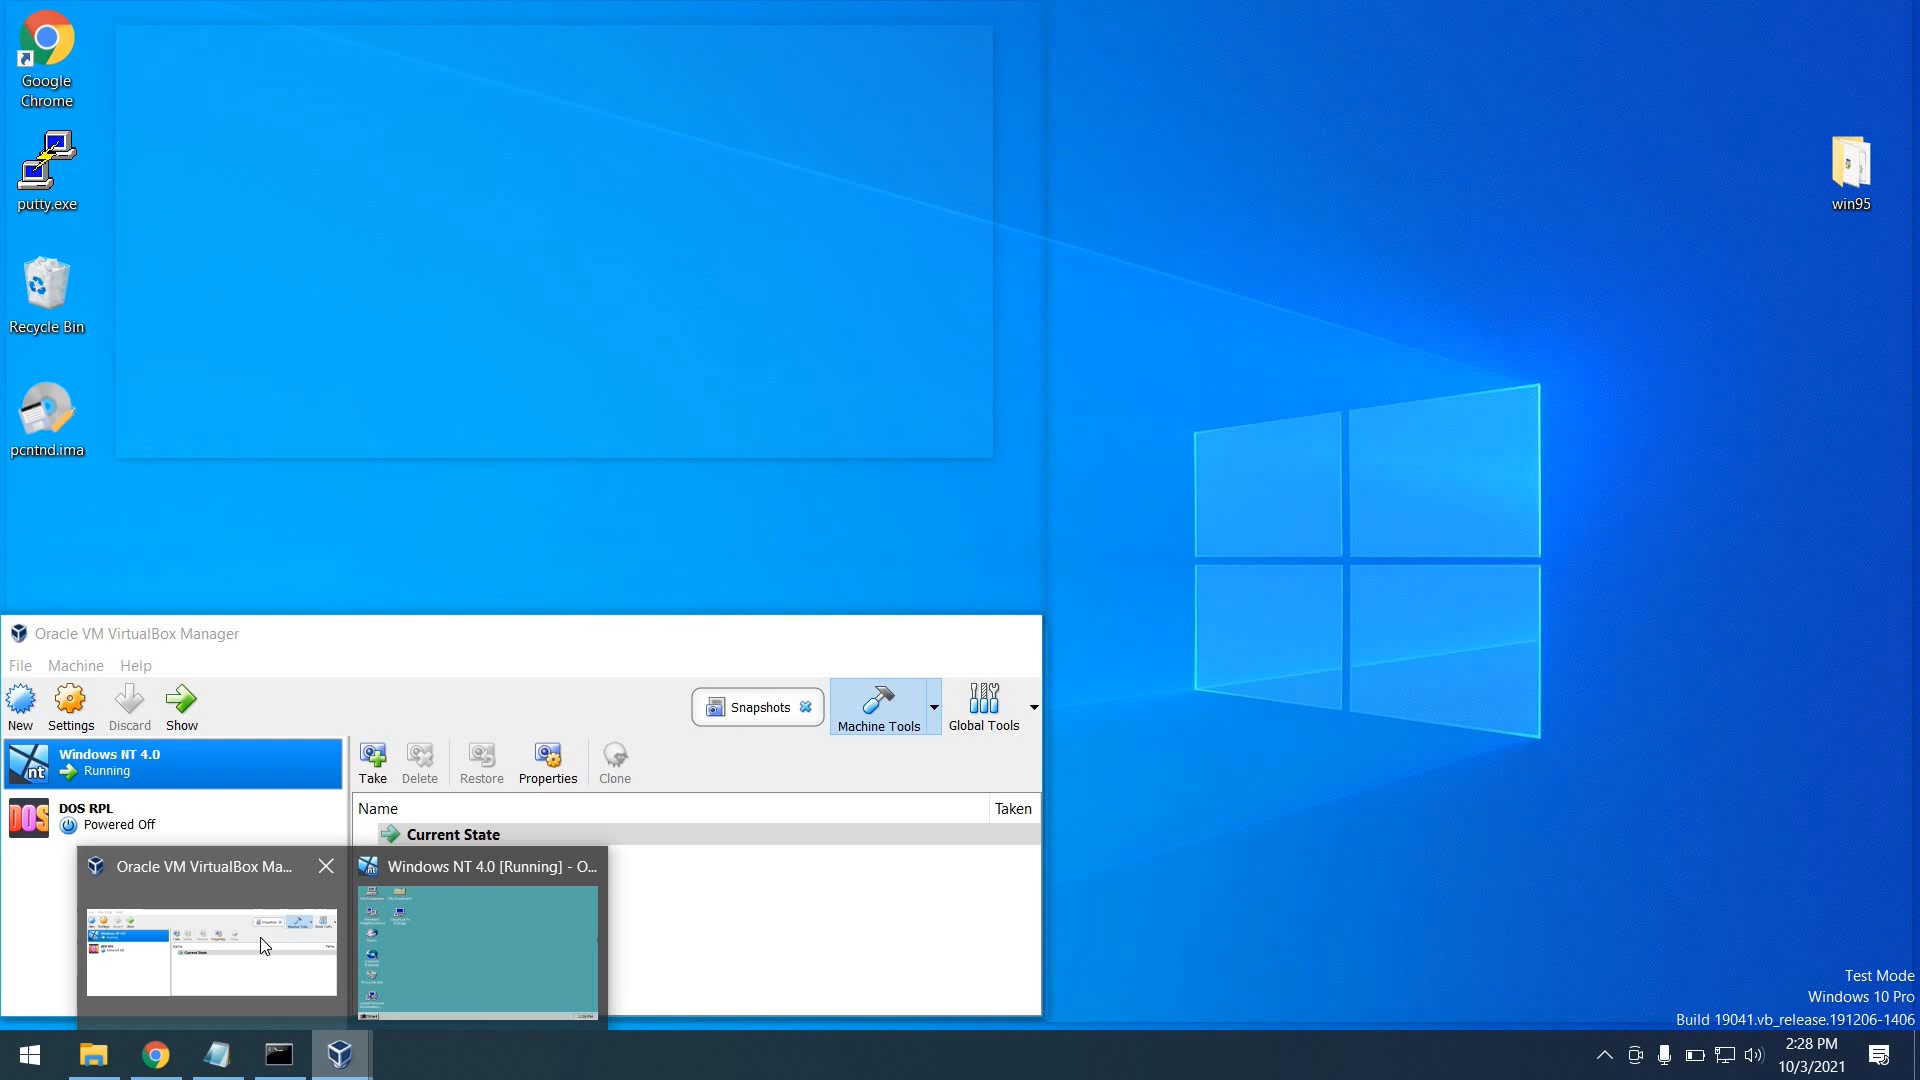 Google
Chrome
putty.exe
Recycle Bin
pcntnd.ima
win95
Oracle VM VirtualBox Manager
File Machine Help
New Settings Discard Show
Snapshots Machine Tools Global Tools
Windows NT 4.0
Running
nt
DOS RPL
Powered Off
DOS
Take Delete Restore Properties Clone
Name Taken
Current State
Oracle VM VirtualBox Ma...
Windows NT 4.0 [Running] - O...
Test Mode
Windows 10 Pro
Build 19041.vb_release.191206-1406
2:28 PM
10/3/2021